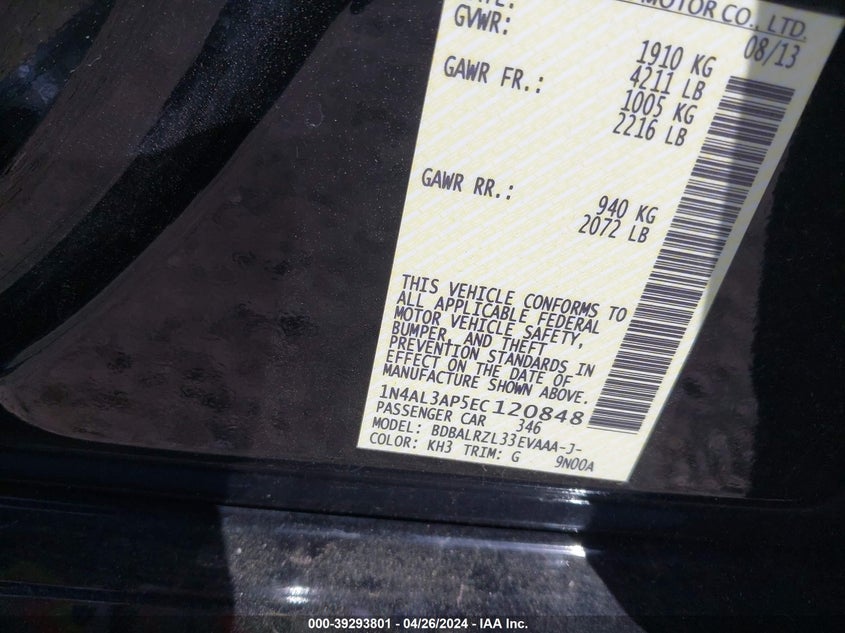 MOTOR CO., LTD.
GVWR: 08/13
1910 KG
4211 LB
GAWR FR.: 1005 KG
2216 LB
GAWR RR.: 940 KG
2072 LB
THIS VEHICLE CONFORMS TO
ALL APPLICABLE FEDERAL
MOTOR VEHICLE SAFETY,
BUMPER, AND THEFT
PREVENTION STANDARDS IN
EFFECT ON THE DATE OF
MANUFACTURE SHOWN ABOVE.
1N4AL3AP5EC120848
PASSENGER CAR 346
MODEL: BDBALRZL33EVAAA-J-
COLOR: KH3 TRIM: G 9N00A
000-39293801 - 04/26/2024 - IAA Inc.